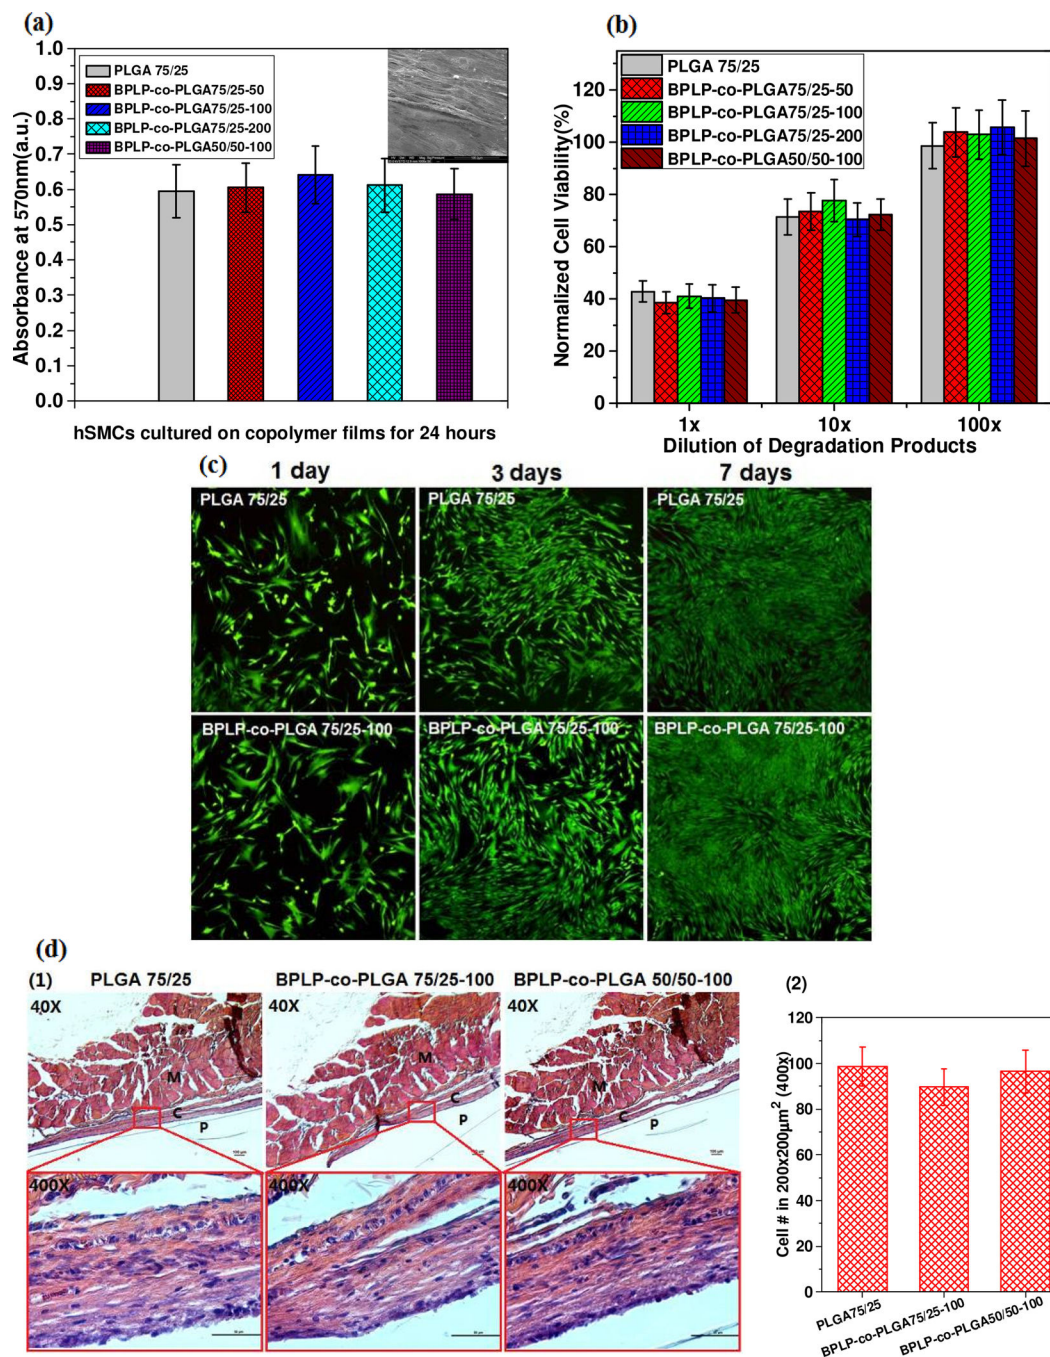 (a)
Absorbance at 570nm(a.u.)
1.0
0.9
0.8
0.7
0.6
0.5
0.4
0.3
0.2
0.1
0.0
PLGA 75/25
BPLP-co-PLGA75/25-50
BPLP-co-PLGA75/25-100
BPLP-co-PLGA75/25-200
BPLP-co-PLGA50/50-100
hSMCs cultured on copolymer films for 24 hours
(b)
Normalized Cell Viability(%)
120
100
80
60
40
20
0
PLGA 75/25
BPLP-co-PLGA75/25-50
BPLP-co-PLGA75/25-100
BPLP-co-PLGA75/25-200
BPLP-co-PLGA50/50-100
1x 10x 100x
Dilution of Degradation Products
(c)
1 day 3 days 7 days
PLGA 75/25 PLGA 75/25 PLGA 75/25
BPLP-co-PLGA 75/25-100 BPLP-co-PLGA 75/25-100 BPLP-co-PLGA 75/25-100
(d)
(1) PLGA 75/25 BPLP-co-PLGA 75/25-100 BPLP-co-PLGA 50/50-100
40X 40X 40X
M M M
C C C
P P P
400X 400X 400X
(2)
Cell # in 200x200µm² (400x)
120
100
80
60
40
20
0
PLGA75/25
BPLP-co-PLGA75/25-100
BPLP-co-PLGA50/50-100